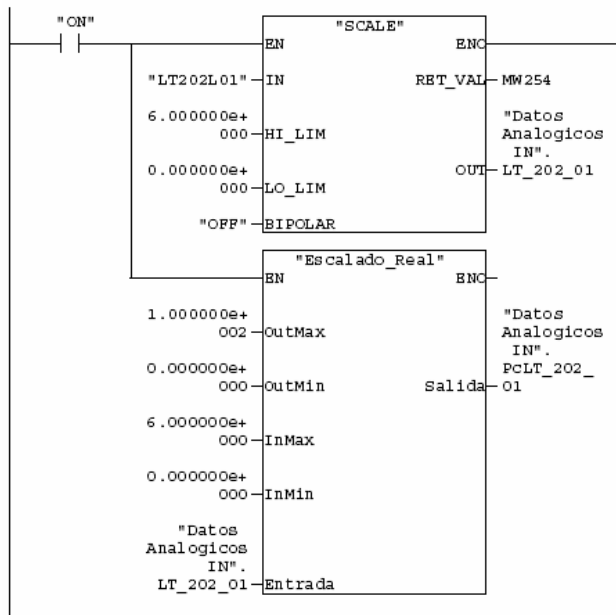 "ON"
"SCALE"
EN ENO
"LT202L01" IN RET_VAL MW254
6.000000e+
000 HI_LIM
"Datos
Analogicos
IN".
OUT LT_202_01
0.000000e+
000 LO_LIM
"OFF" BIPOLAR
"Escalado_Real"
EN ENO
1.000000e+
002 OutMax
"Datos
Analogicos
IN".
PcLT_202_
Salida 01
0.000000e+
000 OutMin
6.000000e+
000 InMax
0.000000e+
000 InMin
"Datos
Analogicos
IN".
LT_202_01 Entrada